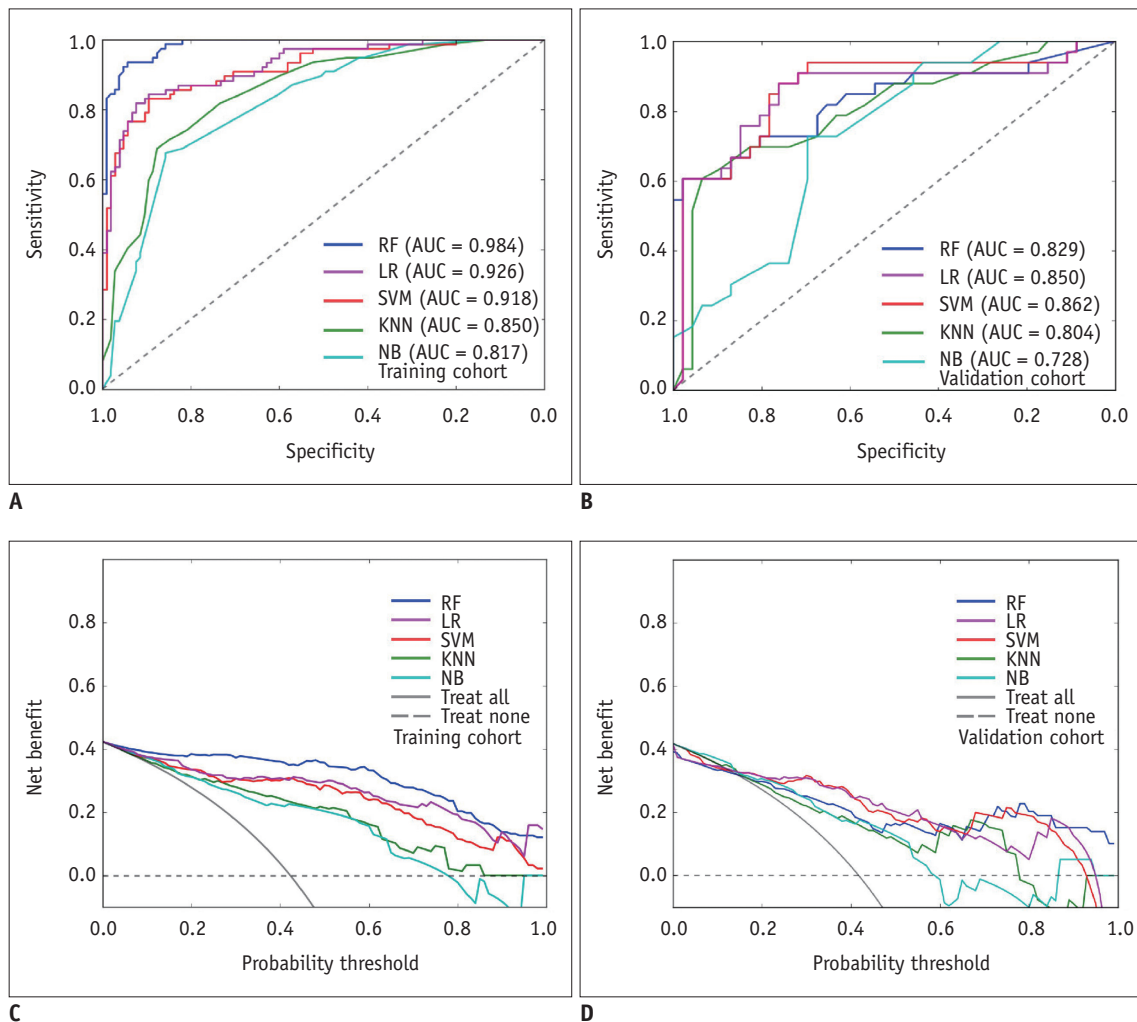 1.0
0.8
0.6
0.4
0.2
0.0
Sensitivity
RF (AUC = 0.984)
LR (AUC = 0.926)
SVM (AUC = 0.918)
KNN (AUC = 0.850)
NB (AUC = 0.817)
Training cohort
1.0 0.8 0.6 0.4 0.2 0.0
Specificity
A
1.0
0.8
0.6
0.4
0.2
0.0
Sensitivity
RF (AUC = 0.829)
LR (AUC = 0.850)
SVM (AUC = 0.862)
KNN (AUC = 0.804)
NB (AUC = 0.728)
Validation cohort
1.0 0.8 0.6 0.4 0.2 0.0
Specificity
B
0.8
0.6
0.4
0.2
0.0
Net benefit
RF
LR
SVM
KNN
NB
Treat all
Treat none
Training cohort
0.0 0.2 0.4 0.6 0.8 1.0
Probability threshold
C
0.8
0.6
0.4
0.2
0.0
Net benefit
RF
LR
SVM
KNN
NB
Treat all
Treat none
Validation cohort
0.0 0.2 0.4 0.6 0.8 1.0
Probability threshold
D